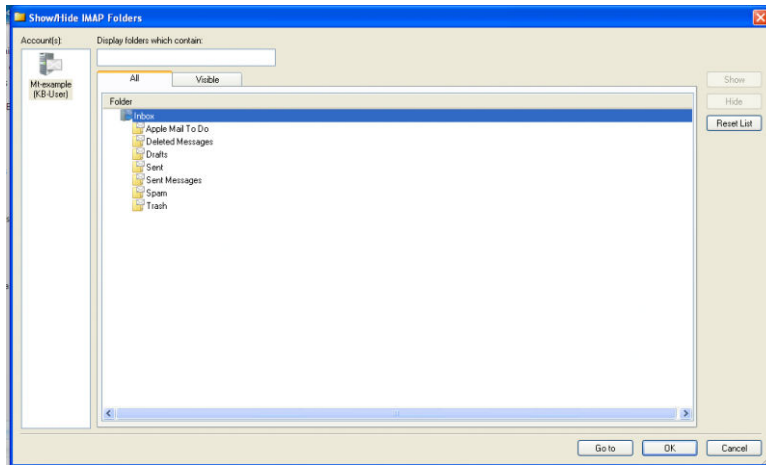 Show/Hide IMAP Folders
Account(s):
Display folders which contain:
Mt-example
(KB-User)
All
Visible
Show
Hide
Reset List
Folder
Inbox
Apple Mail To Do
Deleted Messages
Drafts
Sent
Sent Messages
Spam
Trash
Go to
OK
Cancel